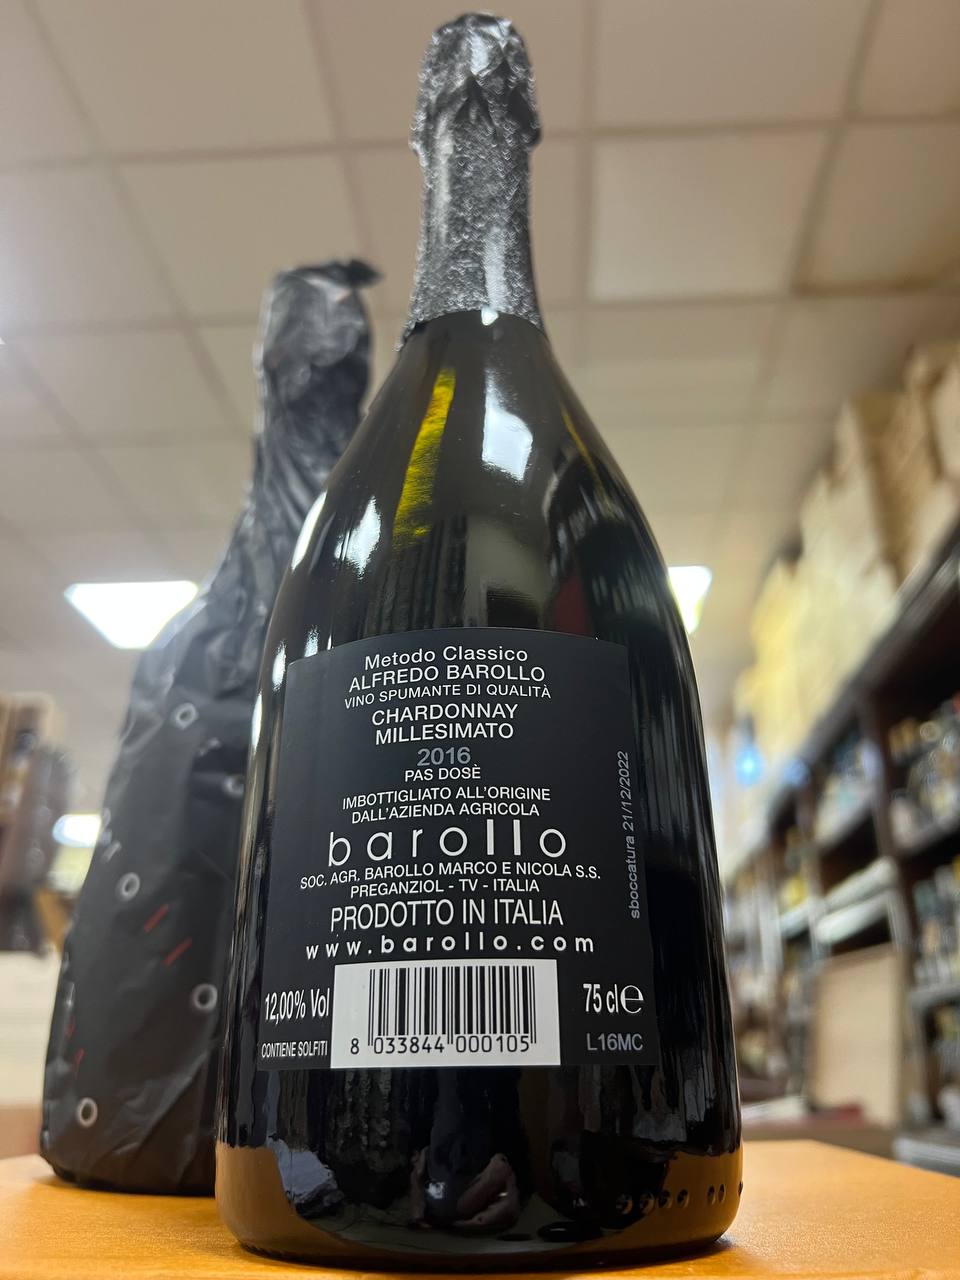 Metodo Classico
ALFREDO BAROLLO
VINO SPUMANTE DI QUALITÀ
CHARDONNAY
MILLESIMATO
2016
PAS DOSÈ
IMBOTTIGLIATO ALL'ORIGINE
DALL'AZIENDA AGRICOLA
barollo
SOC. AGR. BAROLLO MARCO E NICOLA S.S.
PREGANZIOL - TV - ITALIA
PRODOTTO IN ITALIA
www.barollo.com
12,00% Vol
75 cl e
CONTIENE SOLFITI
8 033844 000105
L16MC
sboccatura 21/12/2022